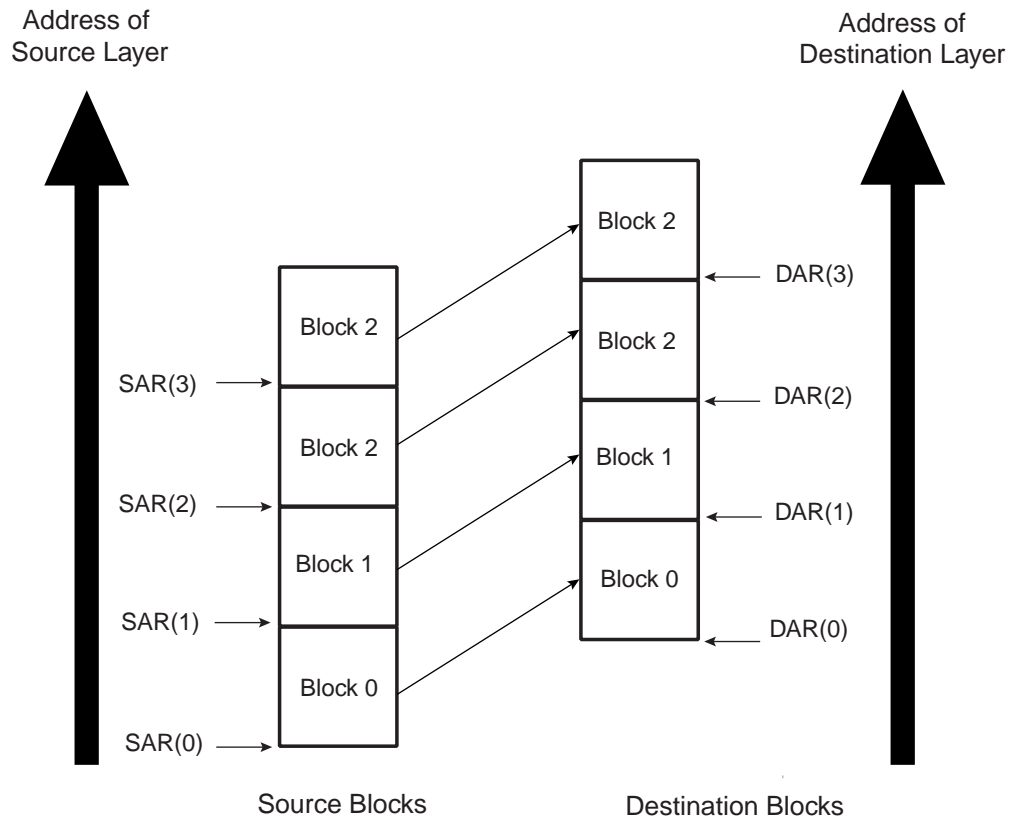 Address of
Source Layer
Address of
Destination Layer
Block 2
Block 2
DAR(3)
Block 2
Block 2
SAR(3)
DAR(2)
Block 2
Block 1
SAR(2)
DAR(1)
Block 1
Block 0
SAR(1)
DAR(0)
Block 0
SAR(0)
Source Blocks
Destination Blocks